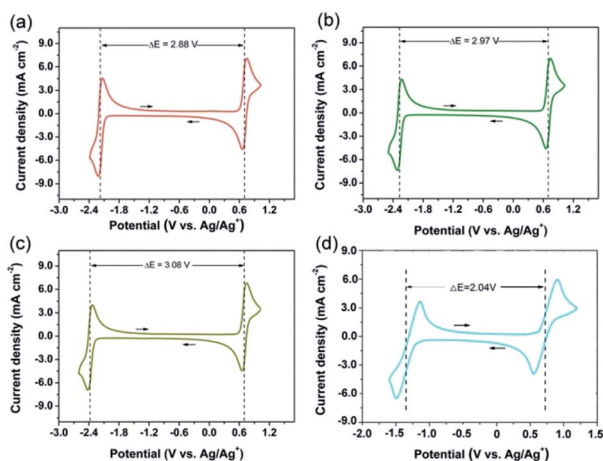 (a)
ΔE = 2.88 V
Current density (mA cm⁻²)
9.0
6.0
3.0
0.0
-3.0
-6.0
-9.0
-3.0 -2.4 -1.8 -1.2 -0.6 0.0 0.6 1.2
Potential (V vs. Ag/Ag⁺)
(b)
ΔE = 2.97 V
Current density (mA cm⁻²)
9.0
6.0
3.0
0.0
-3.0
-6.0
-9.0
-3.0 -2.4 -1.8 -1.2 -0.6 0.0 0.6 1.2
Potential (V vs. Ag/Ag⁺)
(c)
ΔE = 3.08 V
Current density (mA cm⁻²)
9.0
6.0
3.0
0.0
-3.0
-6.0
-9.0
-3.0 -2.4 -1.8 -1.2 -0.6 0.0 0.6 1.2
Potential (V vs. Ag/Ag⁺)
(d)
△E=2.04V
Current density (mA cm⁻²)
9.0
6.0
3.0
0.0
-3.0
-6.0
-9.0
-2.0 -1.5 -1.0 -0.5 0.0 0.5 1.0 1.5
Potential (V vs. Ag/Ag⁺)